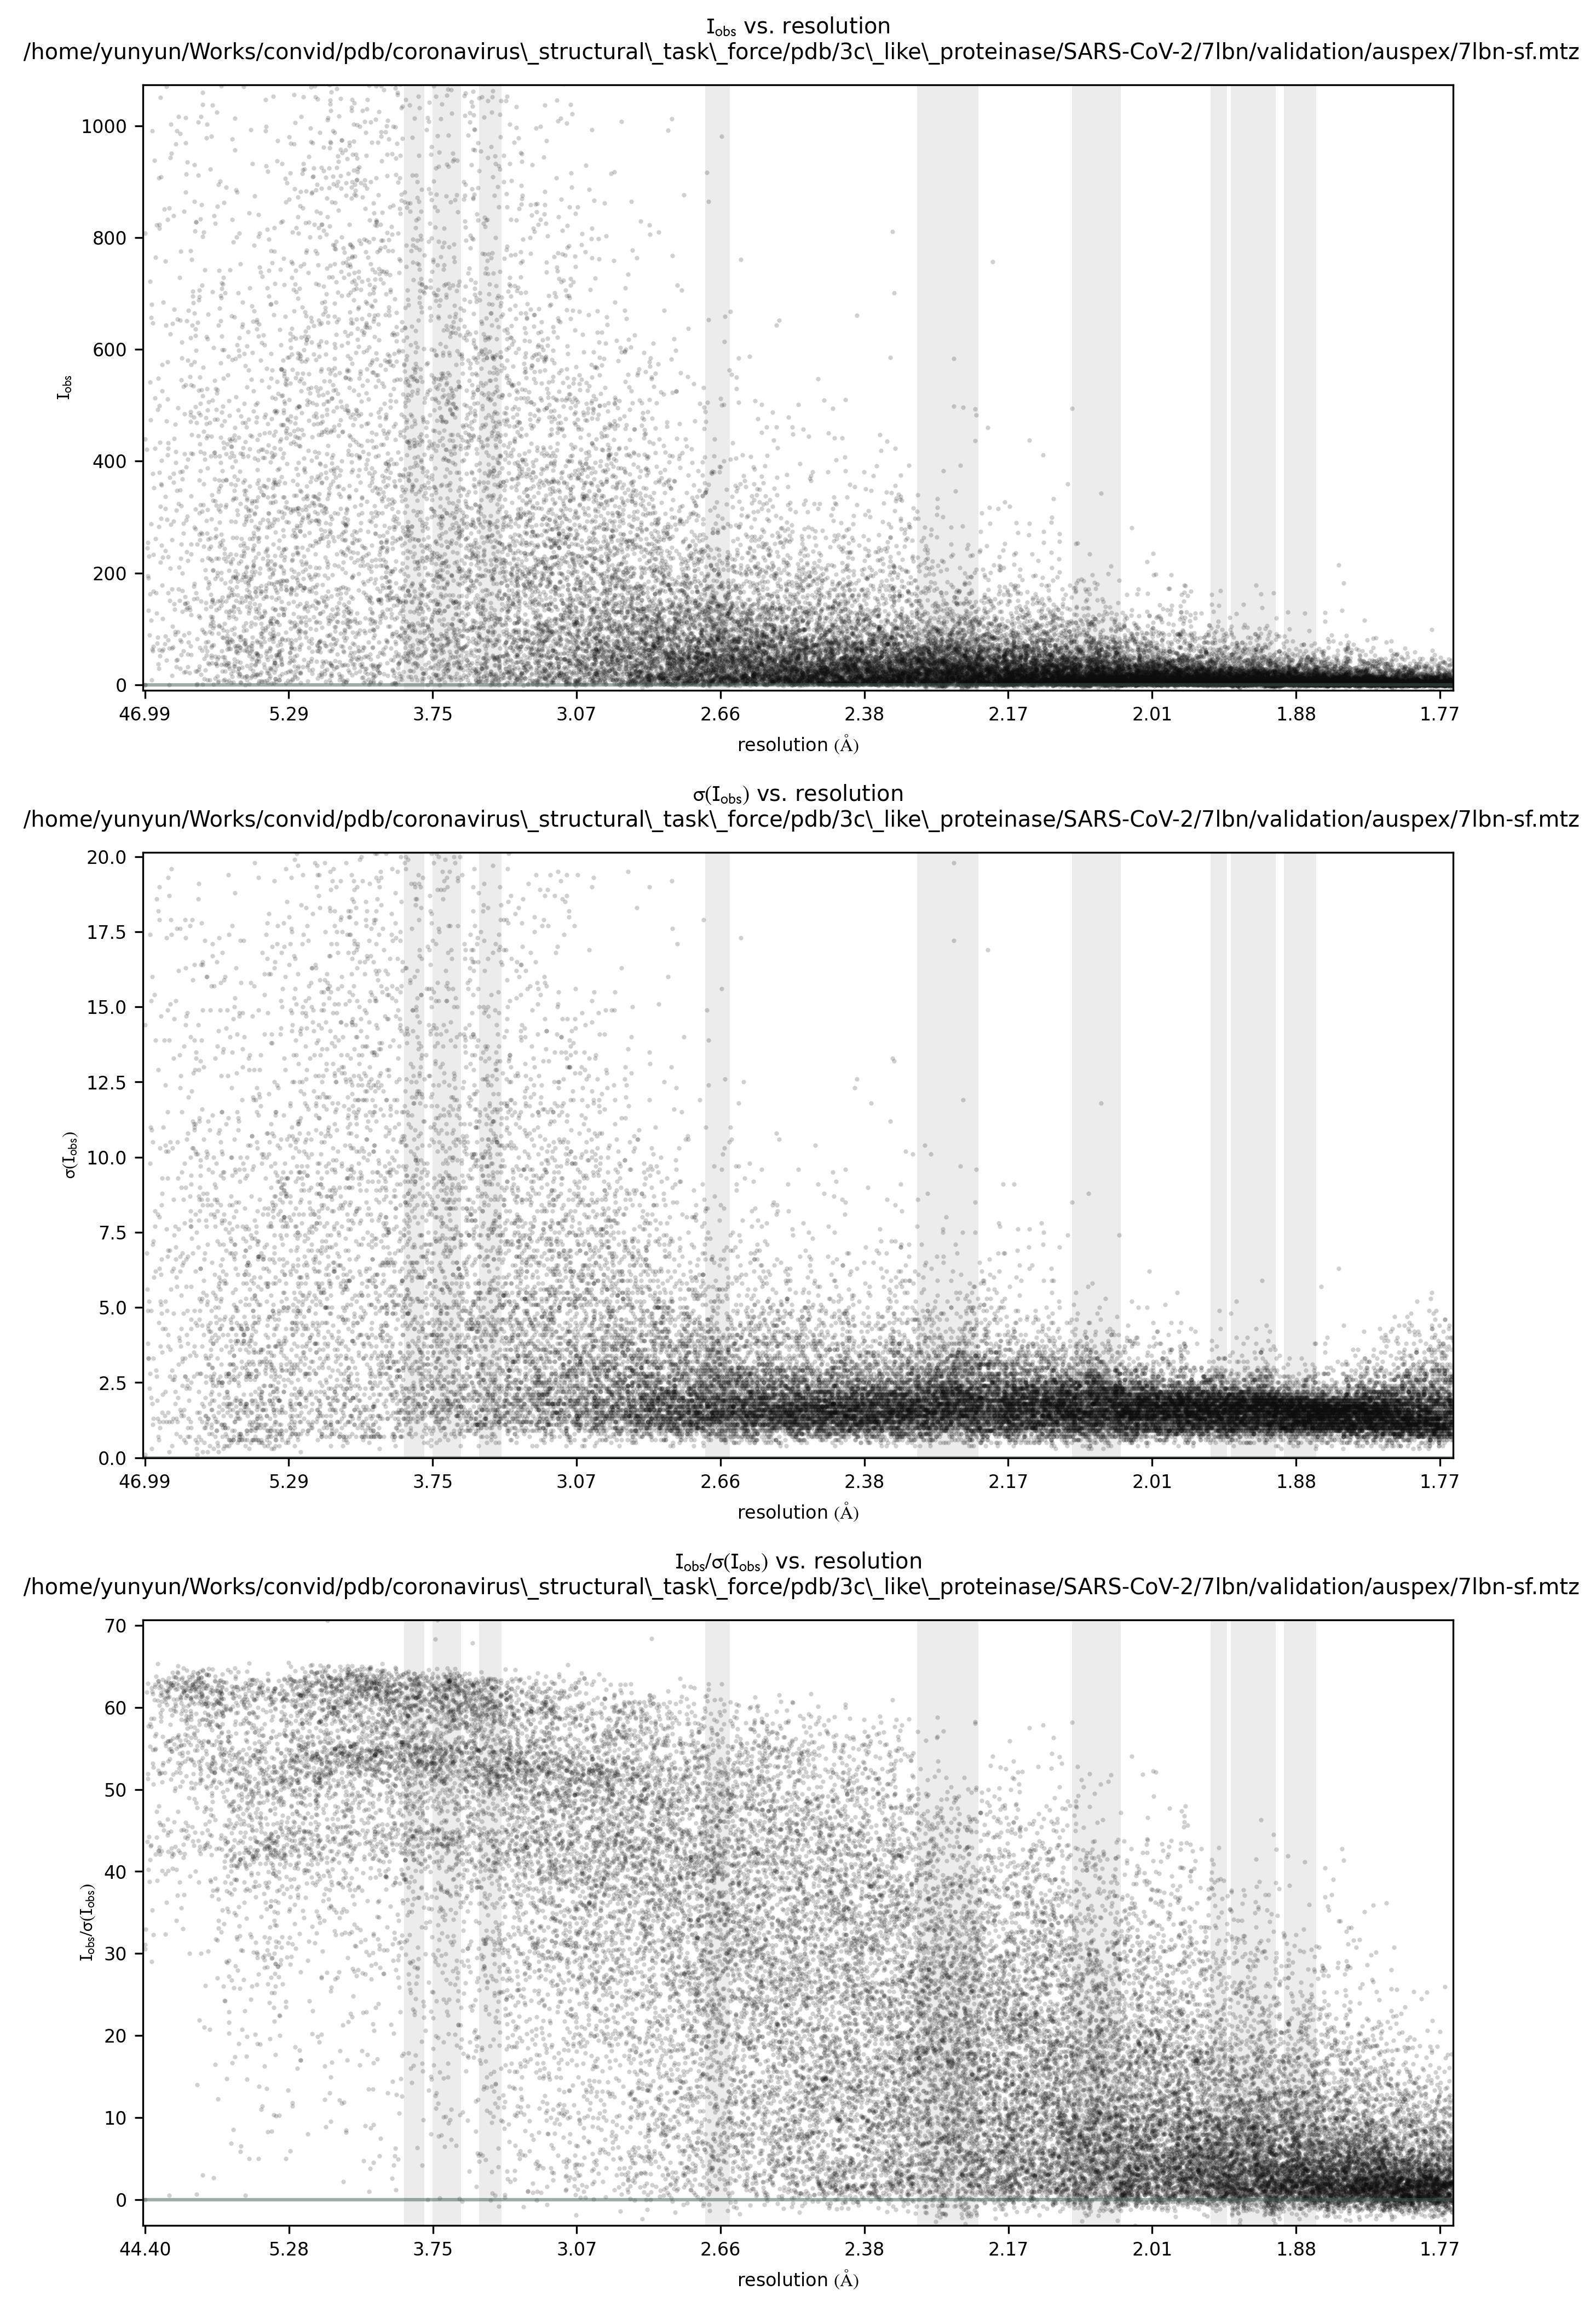 Iobs vs. resolution
/home/yunyun/Works/convid/pdb/coronavirus\_structural\_task\_force/pdb/3c\_like\_proteinase/SARS-CoV-2/7lbn/validation/auspex/7lbn-sf.mtz
1000
800
600
400
200
0
Iobs
46.99 5.29 3.75 3.07 2.66 2.38 2.17 2.01 1.88 1.77
resolution (Å)
σ(Iobs) vs. resolution
/home/yunyun/Works/convid/pdb/coronavirus\_structural\_task\_force/pdb/3c\_like\_proteinase/SARS-CoV-2/7lbn/validation/auspex/7lbn-sf.mtz
20.0
17.5
15.0
12.5
10.0
7.5
5.0
2.5
0.0
σ(Iobs)
46.99 5.29 3.75 3.07 2.66 2.38 2.17 2.01 1.88 1.77
resolution (Å)
Iobs/σ(Iobs) vs. resolution
/home/yunyun/Works/convid/pdb/coronavirus\_structural\_task\_force/pdb/3c\_like\_proteinase/SARS-CoV-2/7lbn/validation/auspex/7lbn-sf.mtz
70
60
50
40
30
20
10
0
Iobs/σ(Iobs)
44.40 5.28 3.75 3.07 2.66 2.38 2.17 2.01 1.88 1.77
resolution (Å)